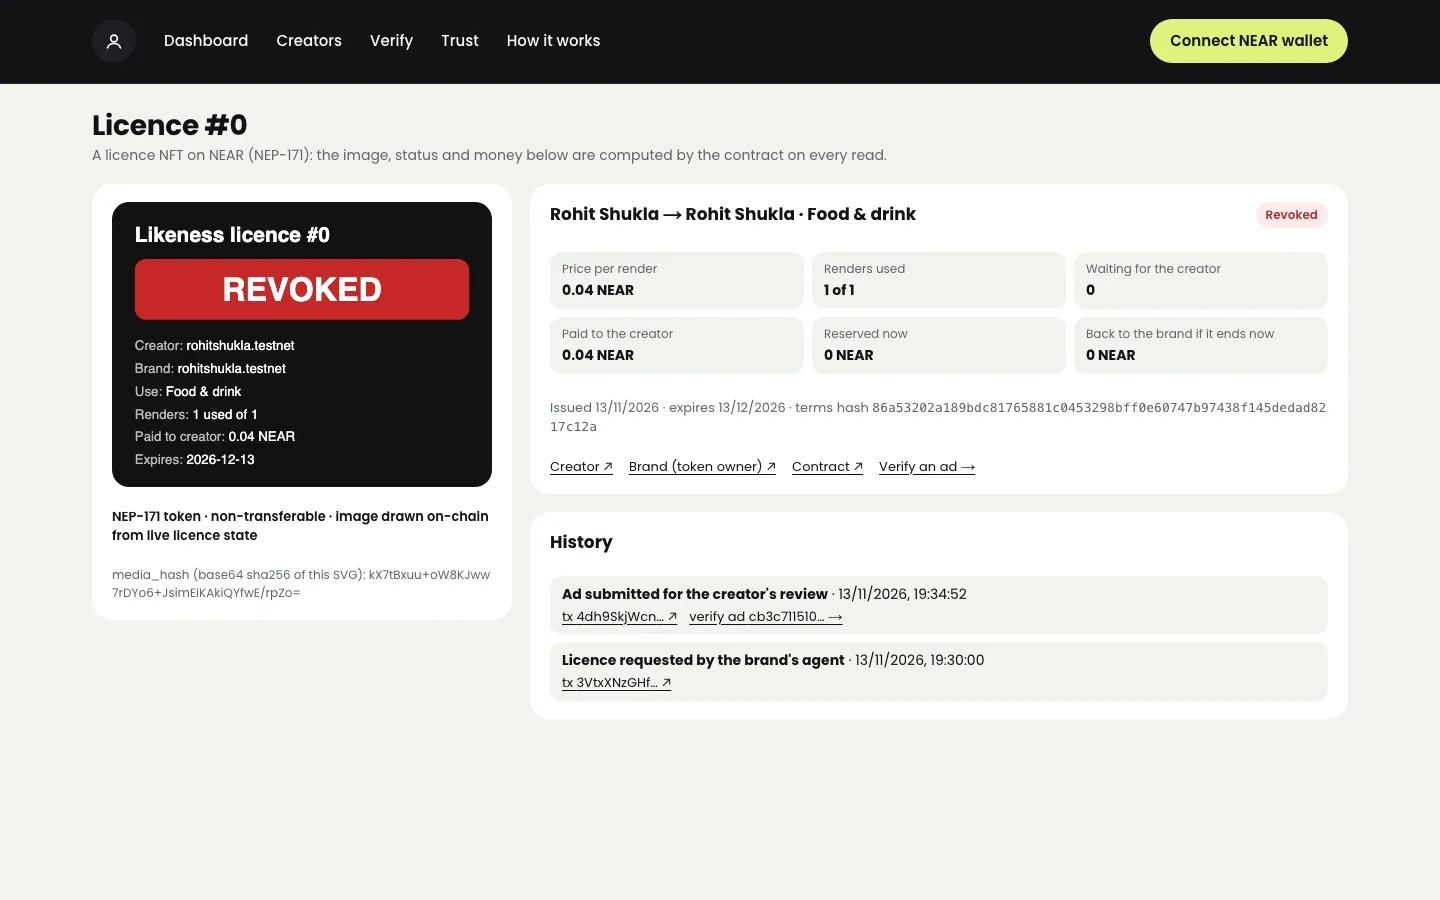 Dashboard Creators Verify Trust How it works Connect NEAR wallet
Licence #0
A licence NFT on NEAR (NEP-171): the image, status and money below are computed by the contract on every read.
Likeness licence #0
REVOKED
Creator: rohitshukla.testnet
Brand: rohitshukla.testnet
Use: Food & drink
Renders: 1 used of 1
Paid to creator: 0.04 NEAR
Expires: 2026-12-13
NEP-171 token · non-transferable · image drawn on-chain
from live licence state
media_hash (base64 sha256 of this SVG): kX7tBxuu+oW8KJww
7rDYo6+JsimEiKAkiQYfwE/rpZo=
Rohit Shukla → Rohit Shukla · Food & drink Revoked
Price per render Renders used Waiting for the creator
0.04 NEAR 1 of 1 0
Paid to the creator Reserved now Back to the brand if it ends now
0.04 NEAR 0 NEAR 0 NEAR
Issued 13/11/2026 · expires 13/12/2026 · terms hash 86a53202a189bdc81765881c0453298bff0e60747b97438f145dedad82
17c12a
Creator ↗ Brand (token owner) ↗ Contract ↗ Verify an ad →
History
Ad submitted for the creator's review · 13/11/2026, 19:34:52
tx 4dh9SkjWcn… ↗ verify ad cb3c711510… →
Licence requested by the brand's agent · 13/11/2026, 19:30:00
tx 3VtxXNzGHf… ↗